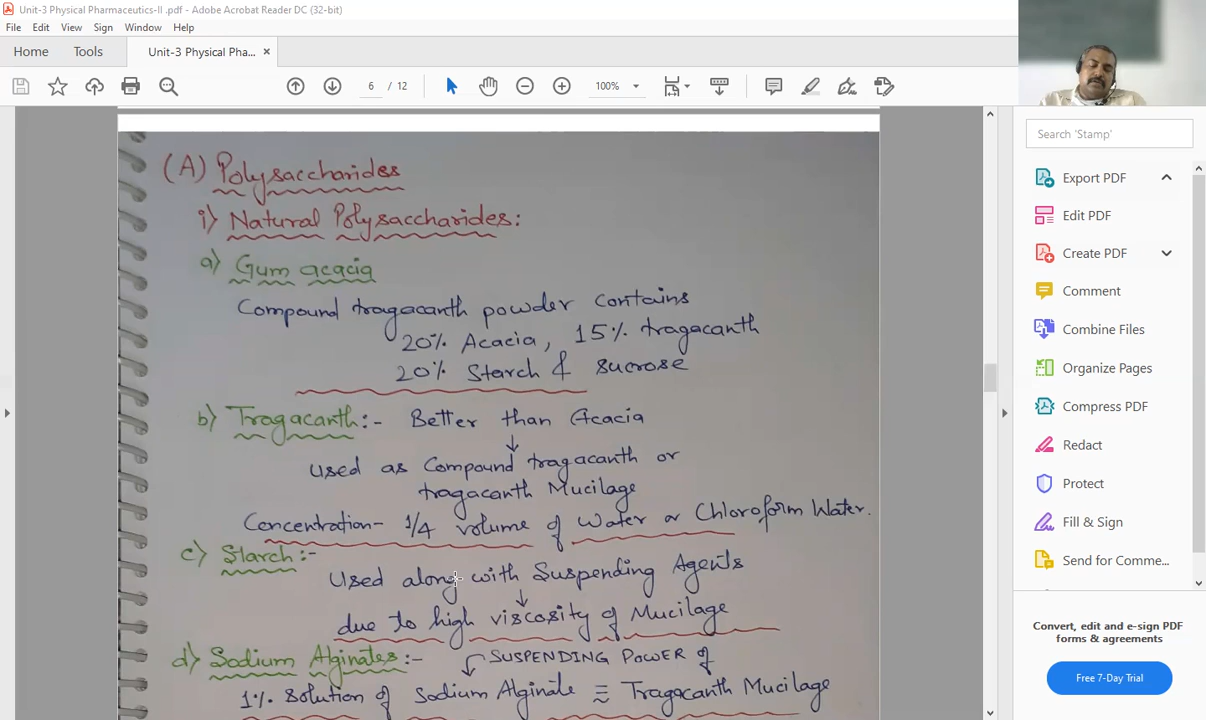 Unit-3 Physical Pharmaceutics-II .pdf - Adobe Acrobat Reader DC (32-bit)
File Edit View Sign Window Help
Home Tools Unit-3 Physical Pha... ×
6 / 12 100%
Search 'Stamp'
(A) Polysaccharides
i) Natural Polysaccharides:
a) Gum acacia
Compound tragacanth powder contains
20% Acacia, 15% tragacanth
20% Starch & sucrose
b) Tragacanth:- Better than Acacia
↓
used as Compound tragacanth or
tragacanth Mucilage
Concentration- 1/4 volume of Water or Chloroform Water.
c) Starch:-
Used along with Suspending Agents
↓
due to high viscosity of Mucilage
d) Sodium Alginates:- SUSPENDING POWER of
1% Solution of Sodium Alginate ≡ Tragacanth Mucilage
Export PDF
Edit PDF
Create PDF
Comment
Combine Files
Organize Pages
Compress PDF
Redact
Protect
Fill & Sign
Send for Comme...
Convert, edit and e-sign PDF
forms & agreements
Free 7-Day Trial